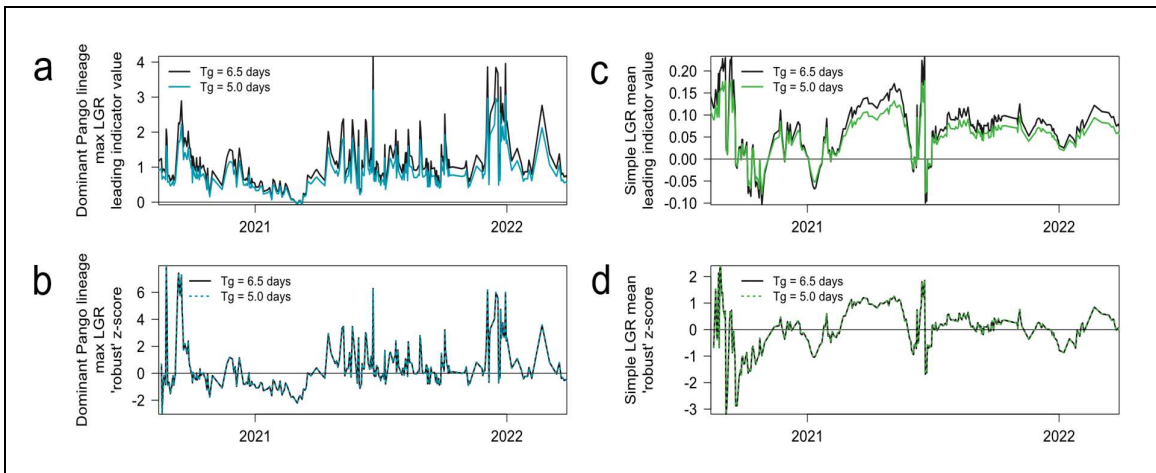 a
Dominant Pango lineage
max LGR
leading indicator value
4
3
2
1
0
Tg = 6.5 days
Tg = 5.0 days
2021
2022
c
Simple LGR mean
leading indicator value
0.20
0.15
0.10
0.05
0.00
-0.05
-0.10
Tg = 6.5 days
Tg = 5.0 days
2021
2022
b
Dominant Pango lineage
max LGR
'robust' z-score
6
4
2
0
-2
Tg = 6.5 days
Tg = 5.0 days
2021
2022
d
Simple LGR mean
'robust' z-score
2
1
0
-1
-2
-3
Tg = 6.5 days
Tg = 5.0 days
2021
2022